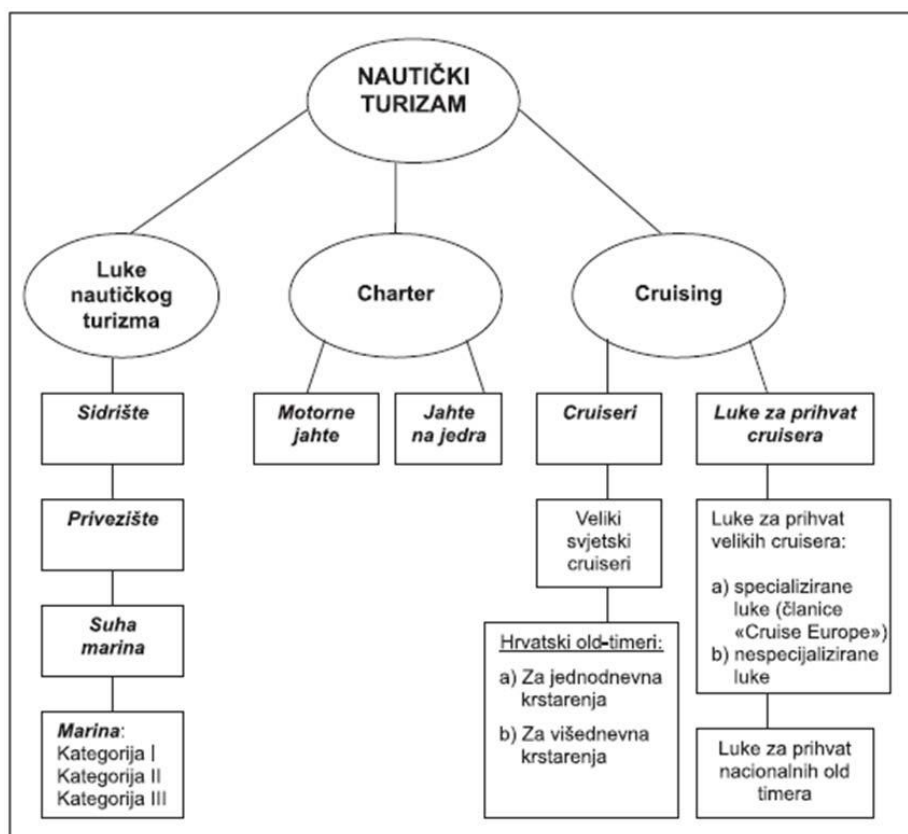 NAUTIČKI
TURIZAM
Luke
nautičkog
turizma
Charter
Cruising
Sidrište
Privezište
Suha
marina
Marina:
Kategorija I
Kategorija II
Kategorija III
Motorne
jahte
Jahte
na jedra
Cruiseri
Veliki
svjetski
cruiseri
Hrvatski old-timeri:
a) Za jednodnevna
krstarenja
b) Za višednevna
krstarenja
Luke za prihvat
cruisera
Luke za prihvat
velikih cruisera:
a) specializirane
luke (članice
«Cruise Europe»)
b) nespecijalizirane
luke
Luke za prihvat
nacionalnih old
timera